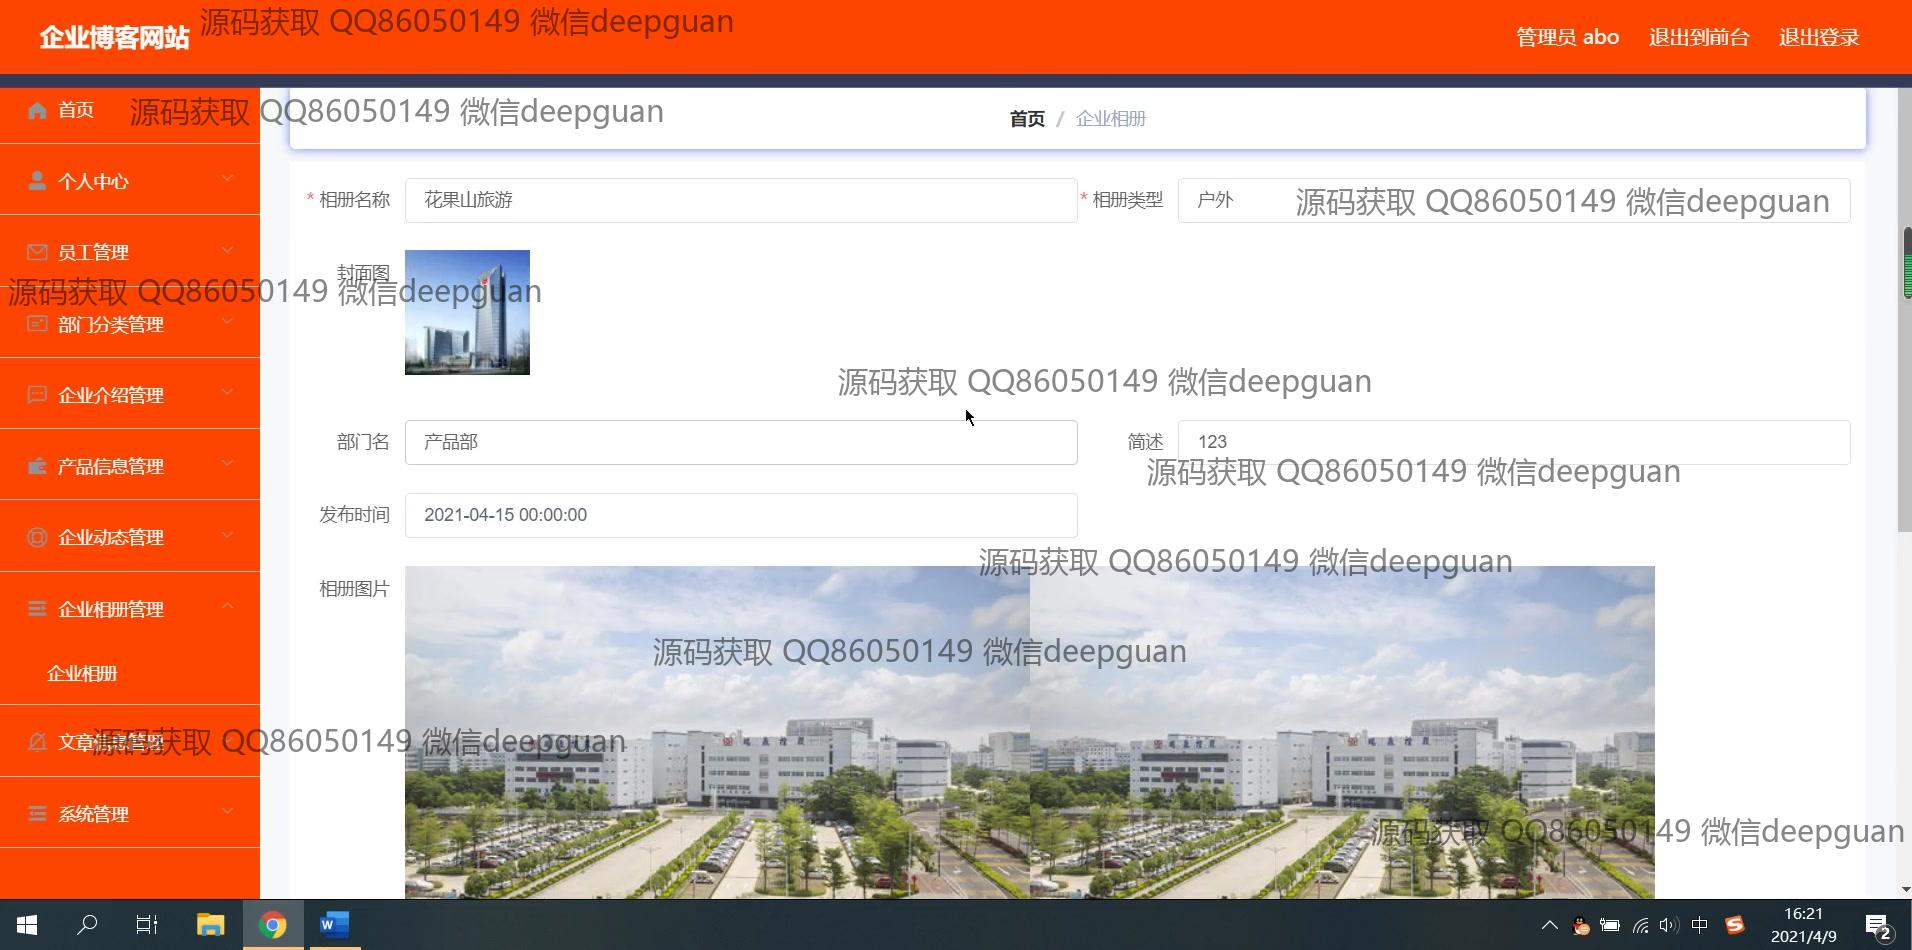 企业博客网站
源码获取 QQ86050149 微信deepguan
管理员 abo
退出到前台
退出登录
首页
源码获取 QQ86050149 微信deepguan
首页 / 企业相册
个人中心
* 相册名称
花果山旅游
* 相册类型
户外
源码获取 QQ86050149 微信deepguan
员工管理
封面图
源码获取 QQ86050149 微信deepguan
部门分类管理
源码获取 QQ86050149 微信deepguan
企业介绍管理
部门名
产品部
简述
123
产品信息管理
源码获取 QQ86050149 微信deepguan
发布时间
2021-04-15 00:00:00
企业动态管理
源码获取 QQ86050149 微信deepguan
相册图片
企业相册管理
源码获取 QQ86050149 微信deepguan
企业相册
文章信息管理
源码获取 QQ86050149 微信deepguan
系统管理
源码获取 QQ86050149 微信deepguan
中
16:21
2021/4/9
2